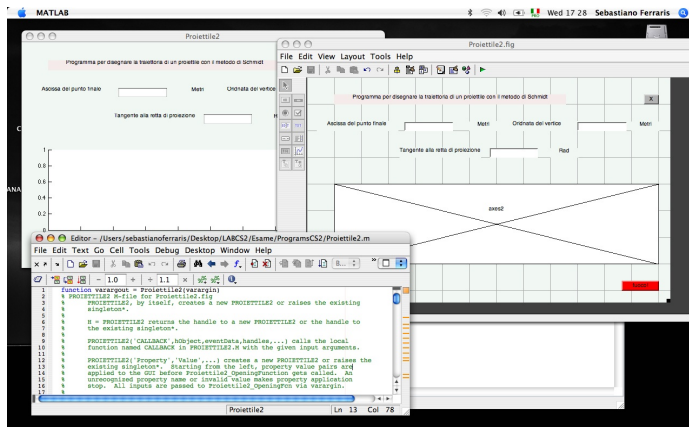 MATLAB
Wed 17 28 Sebastiano Ferraris
Proiettile2
Programma per disegnare la traiettoria di un proiettile con il metodo di Schmidt
Ascissa del punto finale
Metri
Ordinata del vertice
Tangente alla retta di proiezione
1
0.8
0.6
0.4
0.2
0
Proiettile2.fig
File Edit View Layout Tools Help
Programma per disegnare la traiettoria di un proiettile con il metodo di Schmidt
X
Ascissa del punto finale
Metri
Ordinata del vertice
Metri
Tangente alla retta di proiezione
Rad
axes2
Editor - /Users/sebastianoferraris/Desktop/LABCS2/Esame/ProgramsCS2/Proiettile2.m
File Edit Text Go Cell Tools Debug Desktop Window Help
- 1.0 + ÷ 1.1 ×
1 function varargout = Proiettile2(varargin)
2 % PROIETTILE2 M-file for Proiettile2.fig
3 % PROIETTILE2, by itself, creates a new PROIETTILE2 or raises the existing
4 % singleton*.
5 %
6 % H = PROIETTILE2 returns the handle to a new PROIETTILE2 or the handle to
7 % the existing singleton*.
8 %
9 % PROIETTILE2('CALLBACK',hObject,eventData,handles,...) calls the local
10 % function named CALLBACK in PROIETTILE2.M with the given input arguments.
11 %
12 % PROIETTILE2('Property','Value',...) creates a new PROIETTILE2 or raises the
13 % existing singleton*. Starting from the left, property value pairs are
14 % applied to the GUI before Proiettile2_OpeningFunction gets called. An
15 % unrecognized property name or invalid value makes property application
16 % stop. All inputs are passed to Proiettile2_OpeningFcn via varargin.
17 %
Proiettile2
Ln 13 Col 78